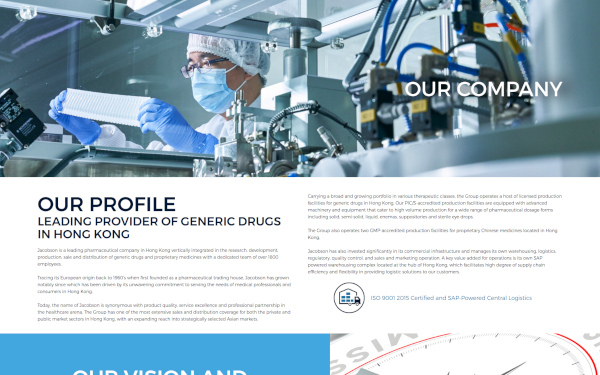 OUR COMPANY
OUR PROFILE
LEADING PROVIDER OF GENERIC DRUGS
IN HONG KONG
Jacobson is a leading pharmaceutical company in Hong Kong vertically integrated in the research, development,
production, sale and distribution of generic drugs and proprietary medicines with a dedicated team of over 1800
employees.
Tracing its European origin back to 1960's when first founded as a pharmaceutical trading house, Jacobson has grown
notably since which has been driven by its unwavering commitment to serving the needs of medical professionals and
consumers in Hong Kong.
Today, the name of Jacobson is synonymous with product quality, service excellence and professional partnership in
the healthcare arena. The Group has one of the most extensive sales and distribution coverage for both the private and
public market sectors in Hong Kong, with an expanding reach into strategically selected Asian markets.
Carrying a broad and growing portfolio in various therapeutic classes, the Group operates a host of licensed production
facilities for generic drugs in Hong Kong. Our PIC/S accredited production facilities are equipped with advanced
machinery and equipment that cater to high volume production for a wide range of pharmaceutical dosage forms
including solid, semi solid, liquid, enemas, suppositories and sterile eye drops.
The Group also operates two GMP-accredited production facilities for proprietary Chinese medicines located in Hong
Kong.
Jacobson has also invested significantly in its commercial infrastructure and manages its own warehousing, logistics,
regulatory, quality control, and sales and marketing operation. A key value added for operations is its own SAP
powered warehousing complex located at the hub of Hong Kong, which facilitates high degree of supply chain
efficiency and flexibility in providing logistic solutions to our customers.
ISO 9001 2015 Certified and SAP-Powered Central Logistics
OUR VISION AND